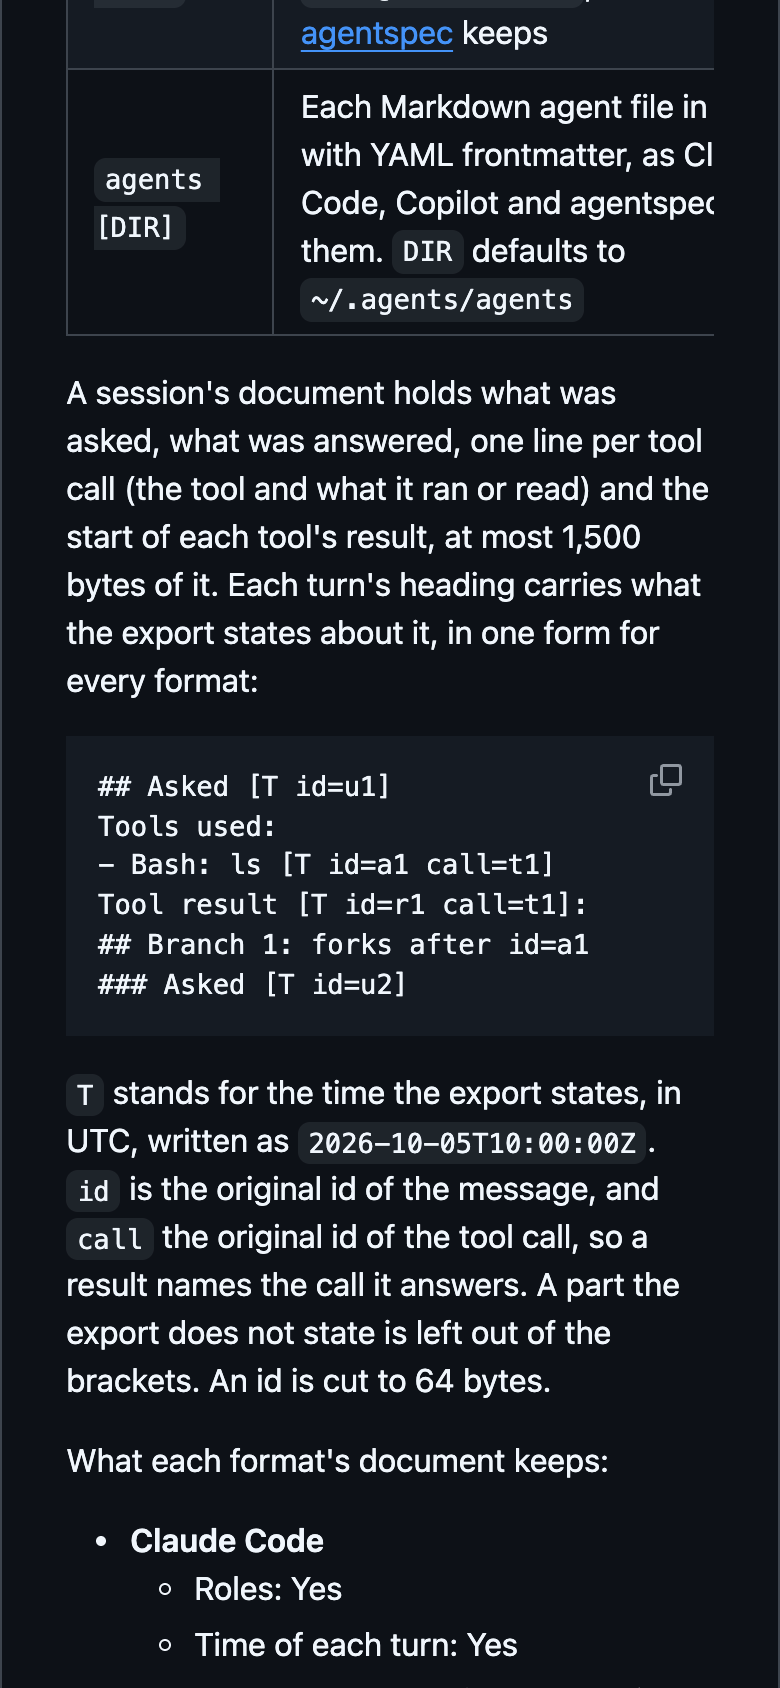 agentspec keeps
agents
[DIR]
Each Markdown agent file in
with YAML frontmatter, as Cl
Code, Copilot and agentspec
them. DIR defaults to
~/.agents/agents
A session's document holds what was
asked, what was answered, one line per tool
call (the tool and what it ran or read) and the
start of each tool's result, at most 1,500
bytes of it. Each turn's heading carries what
the export states about it, in one form for
every format:
## Asked [T id=u1]
Tools used:
- Bash: ls [T id=a1 call=t1]
Tool result [T id=r1 call=t1]:
## Branch 1: forks after id=a1
### Asked [T id=u2]
T stands for the time the export states, in
UTC, written as 2026-10-05T10:00:00Z.
id is the original id of the message, and
call the original id of the tool call, so a
result names the call it answers. A part the
export does not state is left out of the
brackets. An id is cut to 64 bytes.
What each format's document keeps:
• Claude Code
◦ Roles: Yes
◦ Time of each turn: Yes